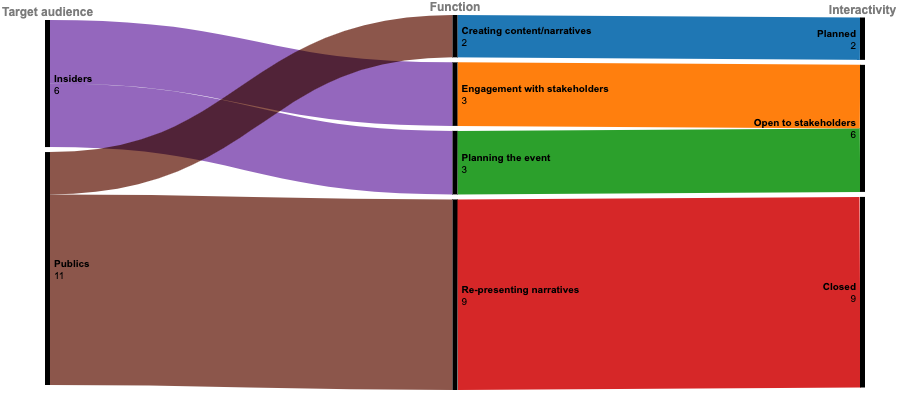 Target audience
Function
Interactivity
Insiders
6
Publics
11
Creating content/narratives
2
Engagement with stakeholders
3
Planning the event
3
Re-presenting narratives
9
Planned
2
Open to stakeholders
6
Closed
9